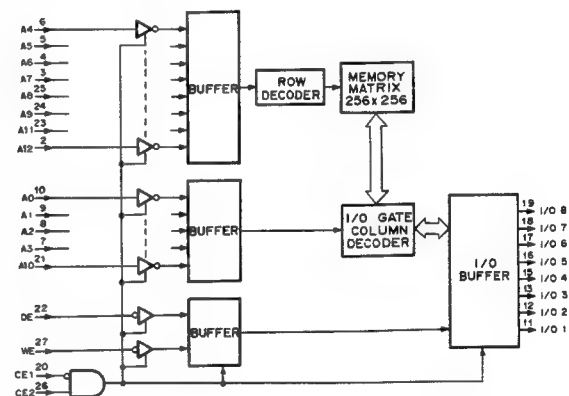 A4 6
A5 5
A6 4
A7 3
A8 25
A9 24
A11 23
A12 2
BUFFER
ROW
DECODER
MEMORY
MATRIX
256 x 256
A0 10
A1 9
A2 8
A3 7
A10 21
BUFFER
I/O GATE
COLUMN
DECODER
I/O
BUFFER
19 I/O 8
18 I/O 7
17 I/O 6
16 I/O 5
15 I/O 4
13 I/O 3
12 I/O 2
11 I/O 1
OE 22
WE 27
BUFFER
CE1 20
CE2 26